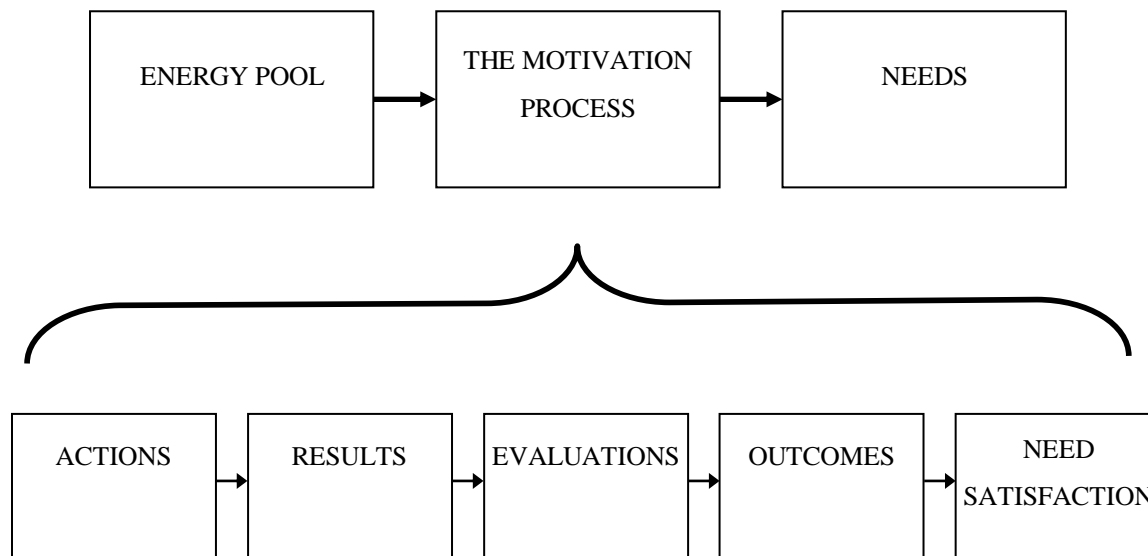 ENERGY POOL
THE MOTIVATION
PROCESS
NEEDS
ACTIONS
RESULTS
EVALUATIONS
OUTCOMES
NEED
SATISFACTION